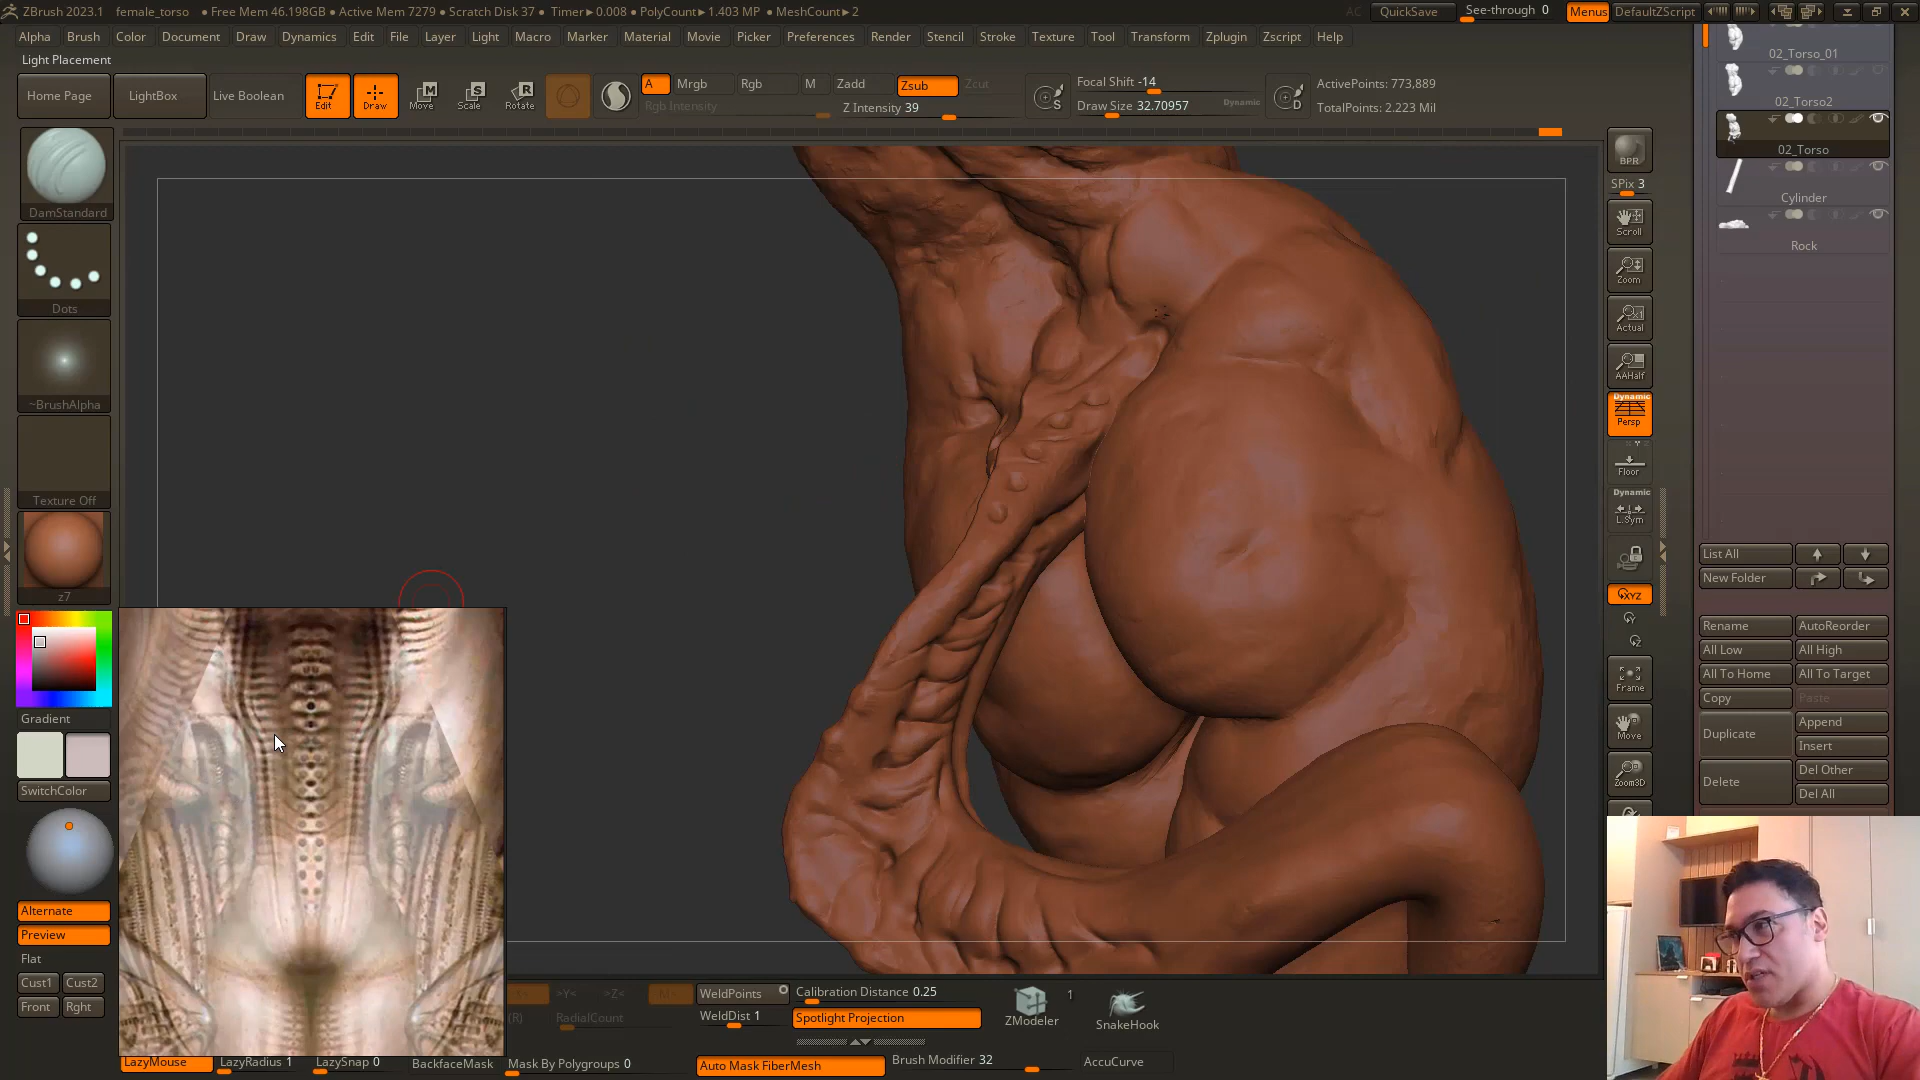 ZBrush 2023.1 female_torso • Free Mem 46.198GB • Active Mem 7279 • Scratch Disk 37 • Timer▸0.008 • PolyCount▸1.403 MP • MeshCount▸2 AC QuickSave See-through 0 Menus DefaultZScript
Alpha Brush Color Document Draw Dynamics Edit File Layer Light Macro Marker Material Movie Picker Preferences Render Stencil Stroke Texture Tool Transform Zplugin Zscript Help
Light Placement
Home Page LightBox Live Boolean Edit Draw Move Scale Rotate
A Mrgb Rgb M Zadd Zsub Zcut
Rgb Intensity Z Intensity 39
Focal Shift -14
Draw Size 32.70957 Dynamic
ActivePoints: 773,889
TotalPoints: 2.223 Mil
DamStandard
Dots
~BrushAlpha
Texture Off
z7
Gradient
SwitchColor
Alternate
Preview
Flat
Cust1 Cust2
Front Rght
BPR
SPix 3
Scroll
Zoom
Actual
AAHalf
Dynamic
Persp
Floor
Dynamic
L.Sym
XYZ
Frame
Move
Zoom3D
02_Torso_01
02_Torso2
02_Torso
Cylinder
Rock
List All
New Folder
Rename AutoReorder
All Low All High
All To Home All To Target
Copy Paste
Duplicate Append
Insert
Delete Del Other
Del All
>Y< >Z< >M<
(R) RadialCount
WeldPoints
WeldDist 1
Calibration Distance 0.25
Spotlight Projection
ZModeler 1
SnakeHook
LazyMouse LazyRadius 1 LazySnap 0 BackfaceMask Mask By Polygroups 0 Auto Mask FiberMesh Brush Modifier 32 AccuCurve